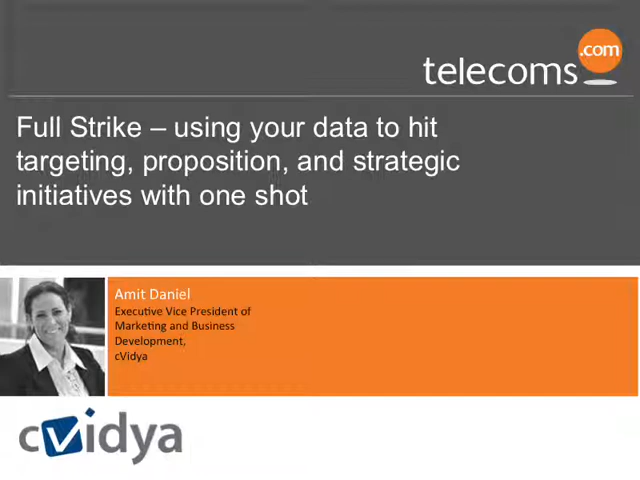 telecoms.com
Full Strike – using your data to hit
targeting, proposition, and strategic
initiatives with one shot
Amit Daniel
Executive Vice President of
Marketing and Business
Development,
cVidya
cvidya